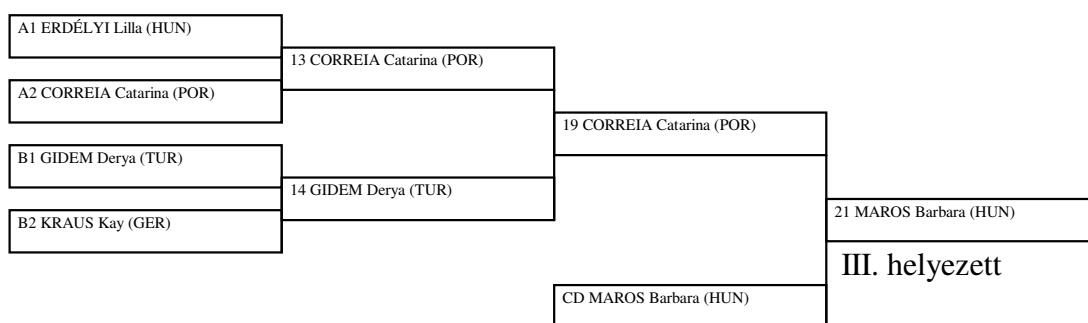 A1 ERDÉLYI Lilla (HUN)
13 CORREIA Catarina (POR)
A2 CORREIA Catarina (POR)
19 CORREIA Catarina (POR)
B1 GIDEM Derya (TUR)
14 GIDEM Derya (TUR)
B2 KRAUS Kay (GER)
21 MAROS Barbara (HUN)
III. helyezett
CD MAROS Barbara (HUN)